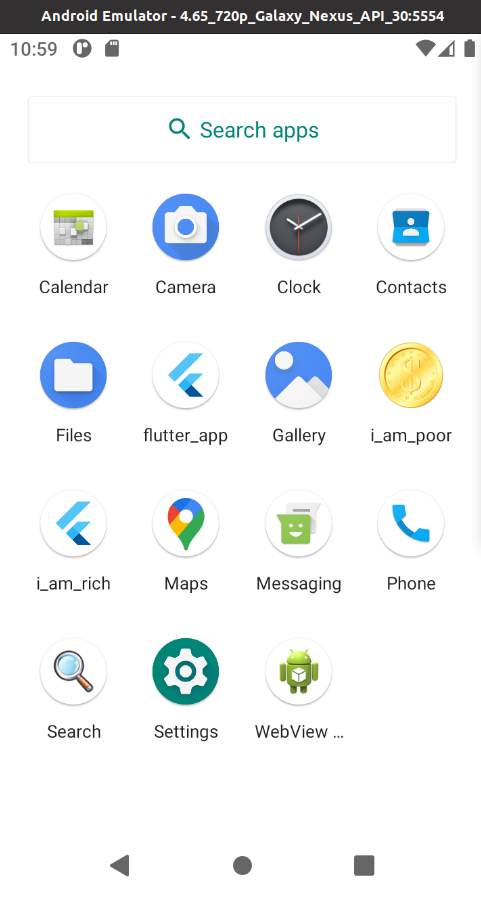 Android Emulator - 4.65_720p_Galaxy_Nexus_API_30:5554
10:59
Search apps
Calendar Camera Clock Contacts
Files flutter_app Gallery i_am_poor
i_am_rich Maps Messaging Phone
Search Settings WebView ...